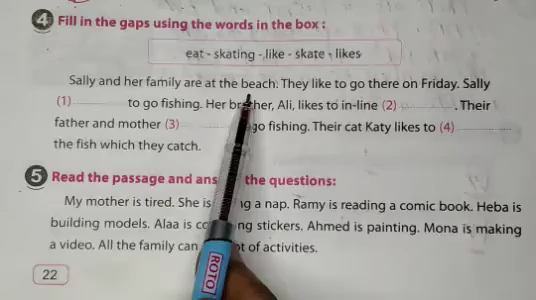 4 Fill in the gaps using the words in the box :
eat - skating - like - skate - likes
Sally and her family are at the beach. They like to go there on Friday. Sally
(1) to go fishing. Her brother, Ali, likes to in-line (2) . Their
father and mother (3) go fishing. Their cat Katy likes to (4)
the fish which they catch.
5 Read the passage and the questions:
My mother is tired. She is a nap. Ramy is reading a comic book. Heba is
building models. Alaa is stickers. Ahmed is painting. Mona is making
a video. All the family can of activities.
22
ROTO